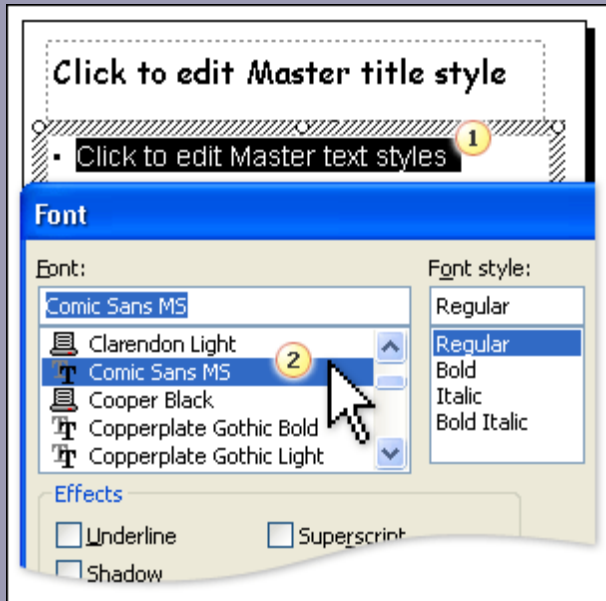 Click to edit Master title style
1
• Click to edit Master text styles
Font
Font:
Font style:
Comic Sans MS
Regular
Clarendon Light
Regular
2
Comic Sans MS
Bold
Cooper Black
Italic
Copperplate Gothic Bold
Bold Italic
Copperplate Gothic Light
Effects
Underline
Superscript
Shadow